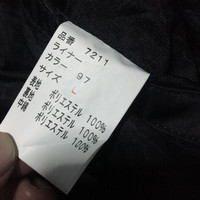 品番 7211
ライナー
カラー 97
サイズ L
表地 ポリエステル 100%
裏地 ポリエステル 100%
中綿 ポリエステル 100%